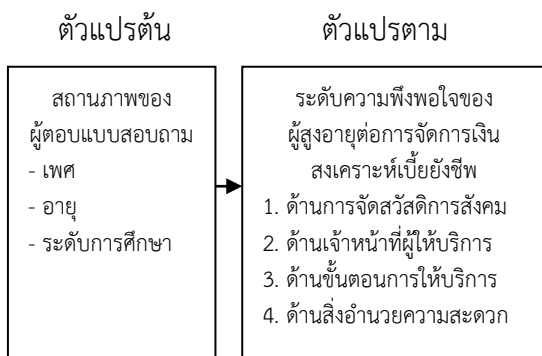 ตัวแปรต้น
สถานภาพของ
ผู้ตอบแบบสอบถาม
- เพศ
- อายุ
- ระดับการศึกษา
ตัวแปรตาม
ระดับความพึงพอใจของ
ผู้สูงอายุต่อการจัดการเงิน
สงเคราะห์เบี้ยยังชีพ
1. ด้านการจัดสวัสดิการสังคม
2. ด้านเจ้าหน้าที่ผู้ให้บริการ
3. ด้านขั้นตอนการให้บริการ
4. ด้านสิ่งอำนวยความสะดวก